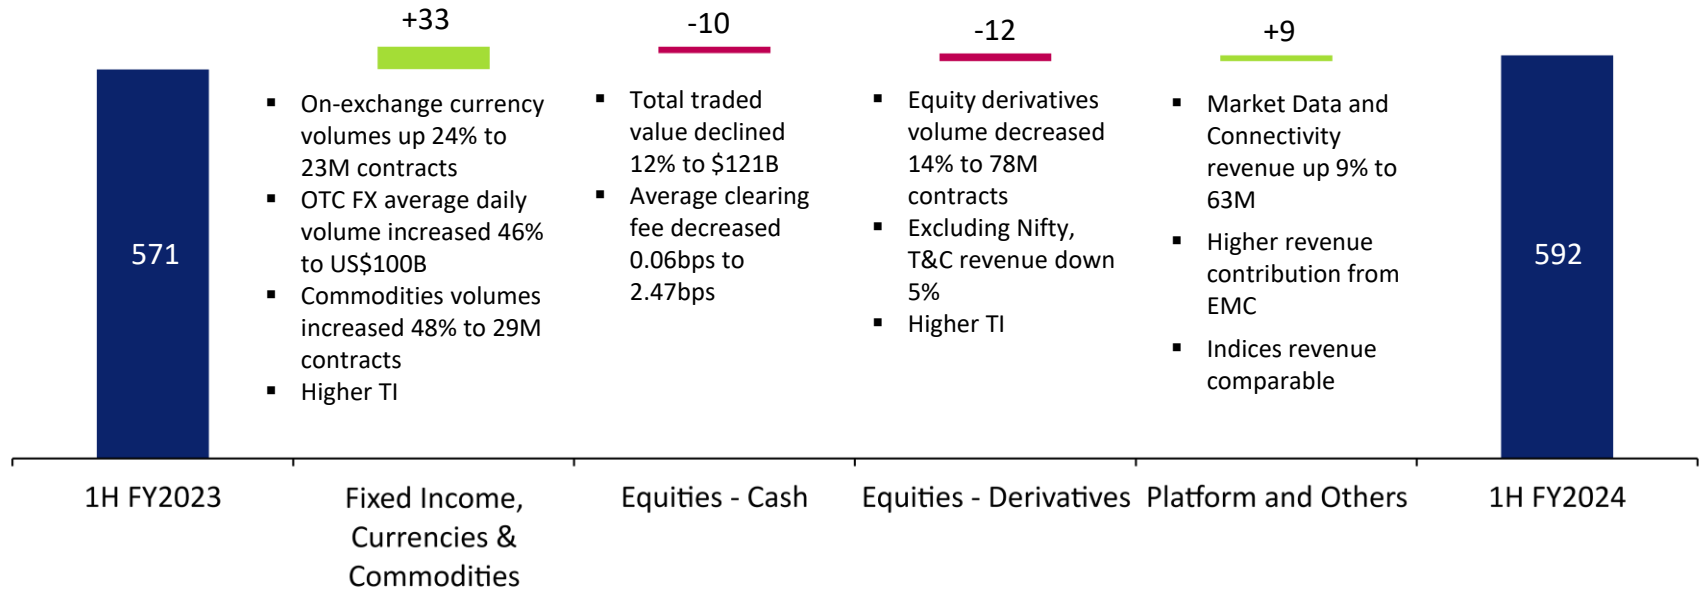 571
+33
▪ On-exchange currency
volumes up 24% to
23M contracts
▪ OTC FX average daily
volume increased 46%
to US$100B
▪ Commodities volumes
increased 48% to 29M
contracts
▪ Higher TI
-10
▪ Total traded
value declined
12% to $121B
▪ Average clearing
fee decreased
0.06bps to
2.47bps
-12
▪ Equity derivatives
volume decreased
14% to 78M
contracts
▪ Excluding Nifty,
T&C revenue down
5%
▪ Higher TI
+9
▪ Market Data and
Connectivity
revenue up 9% to
63M
▪ Higher revenue
contribution from
EMC
▪ Indices revenue
comparable
592
1H FY2023
Fixed Income,
Currencies &
Commodities
Equities - Cash
Equities - Derivatives
Platform and Others
1H FY2024